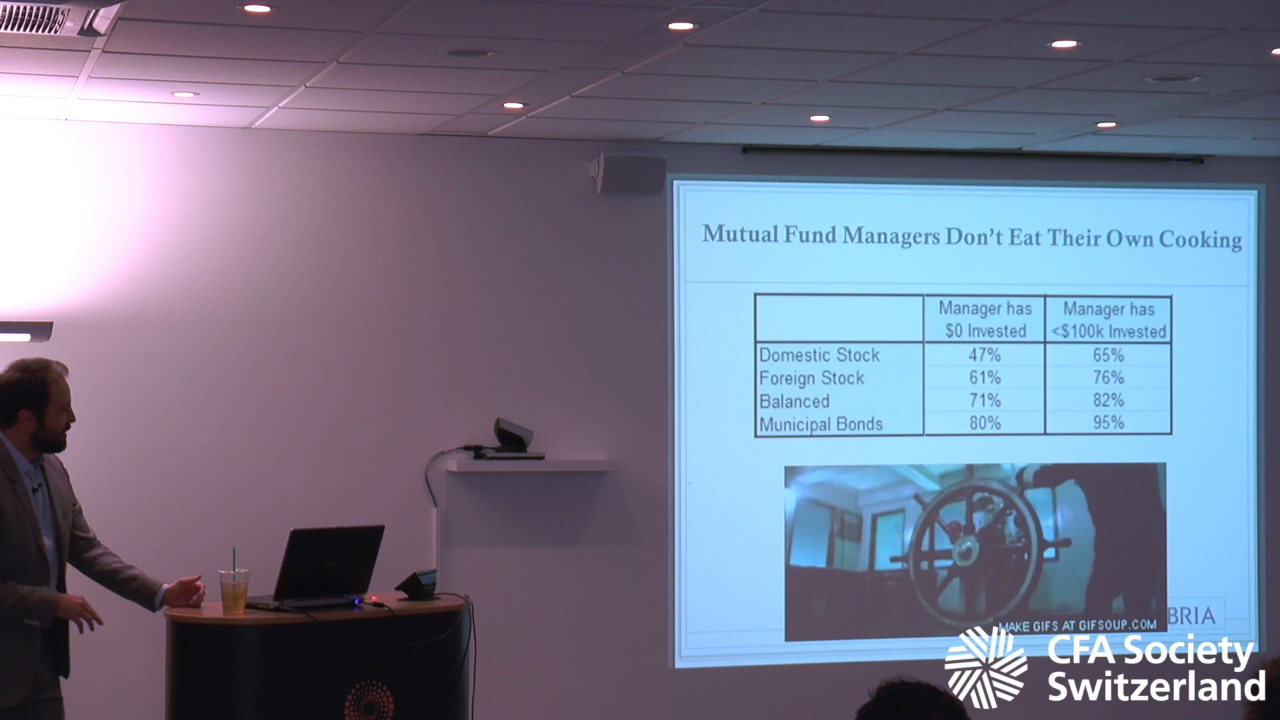 Mutual Fund Managers Don't Eat Their Own Cooking
Manager has Manager has
$0 Invested <$100k Invested
Domestic Stock 47% 65%
Foreign Stock 61% 76%
Balanced 71% 82%
Municipal Bonds 80% 95%
MAKE GIFS AT GIFSOUP.COM
BRIA
CFA Society
Switzerland